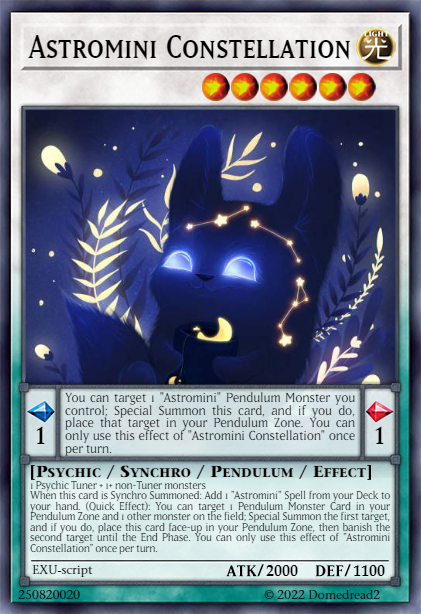 Astromini Constellation
LIGHT
光
You can target 1 "Astromini" Pendulum Monster you
control; Special Summon this card, and if you do,
place that target in your Pendulum Zone. You can
only use this effect of "Astromini Constellation" once
per turn.
1
1
[Psychic / Synchro / Pendulum / Effect]
1 Psychic Tuner + 1+ non-Tuner monsters
When this card is Synchro Summoned: Add 1 "Astromini" Spell from your Deck to
your hand. (Quick Effect): You can target 1 Pendulum Monster Card in your
Pendulum Zone and 1 other monster on the field; Special Summon the first target,
and if you do, place this card face-up in your Pendulum Zone, then banish the
second target until the End Phase. You can only use this effect of "Astromini
Constellation" once per turn.
EXU-script
ATK/2000 DEF/1100
250820020
© 2022 Domedread2